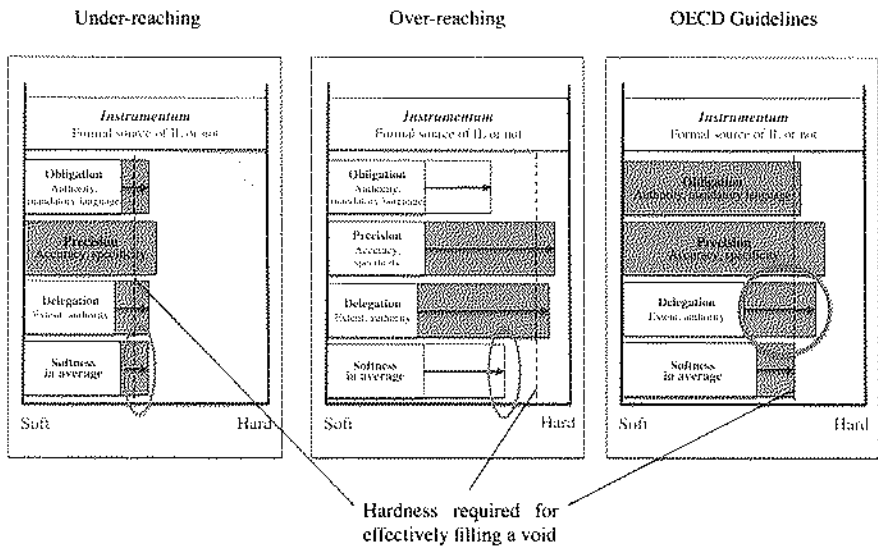 Under-reaching
Over-reaching
OECD Guidelines
Instrumentum
Formal source of IL or not
Obligation
Authority,
mandatory language
Precision
Accuracy, specificity
Delegation
Extent, authority
Softness
in average
Soft
Hard
Instrumentum
Formal source of IL or not
Obligation
Authority,
mandatory language
Precision
Accuracy,
specificity
Delegation
Extent, authority
Softness
in average
Soft
Hard
Instrumentum
Formal source of IL or not
Obligation
Authority, mandatory language
Precision
Accuracy, specificity
Delegation
Extent, authority
Softness
in average
Soft
Hard
Hardness required for
effectively filling a void